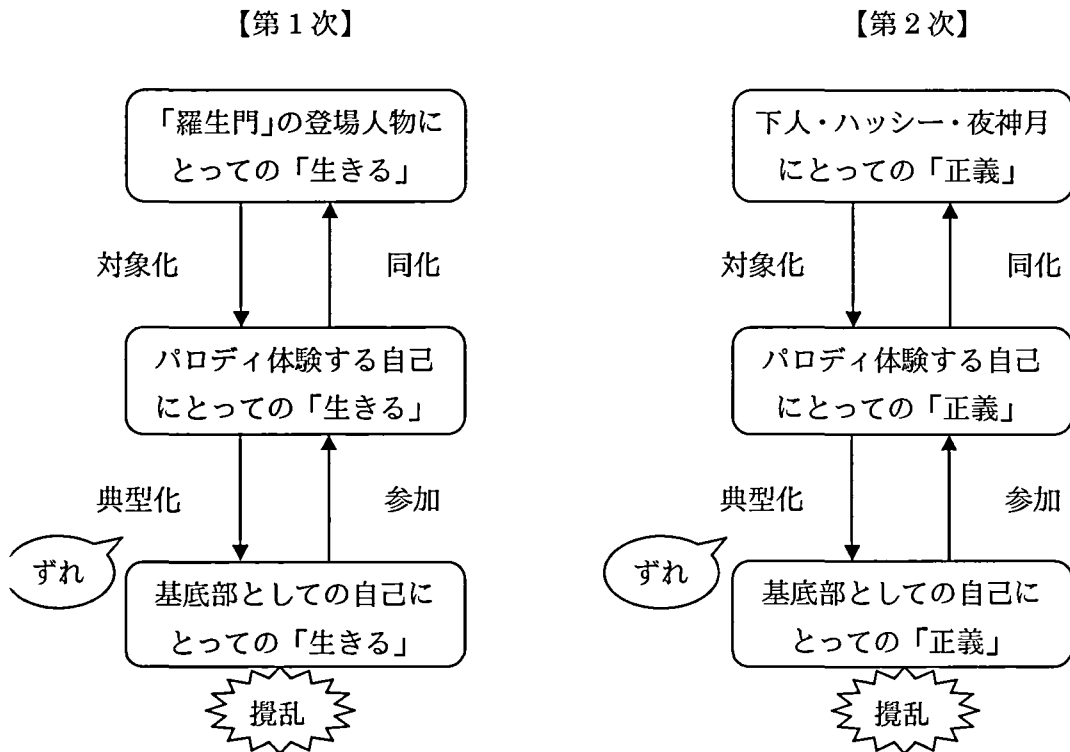 【第1次】
「羅生門」の登場人物に
とっての「生きる」
対象化
同化
パロディ体験する自己
にとっての「生きる」
典型化
参加
ずれ
基底部としての自己に
とっての「生きる」
攪乱
【第2次】
下人・ハッシー・夜神月
にとっての「正義」
対象化
同化
パロディ体験する自己
にとっての「正義」
典型化
参加
ずれ
基底部としての自己に
とっての「正義」
攪乱